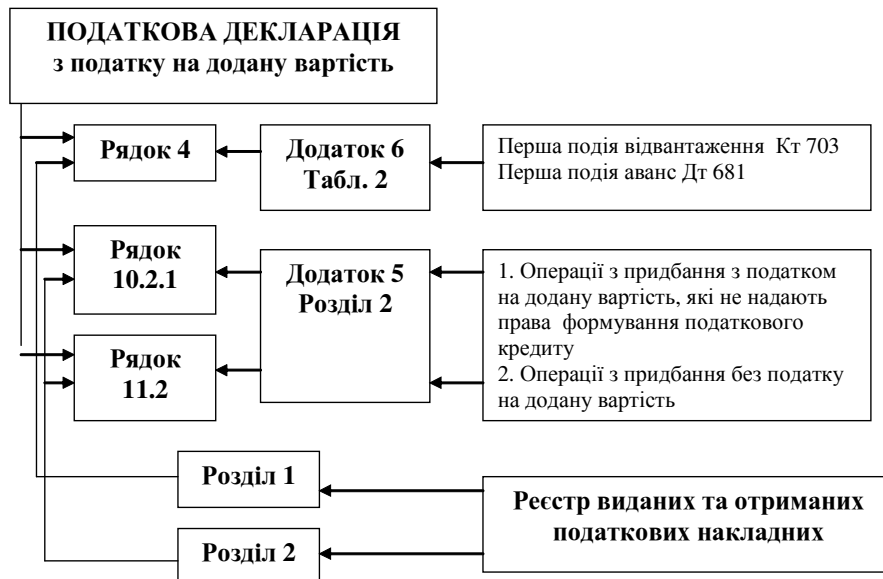 ПОДАТКОВА ДЕКЛАРАЦІЯ
з податку на додану вартість
Рядок 4
Додаток 6
Табл. 2
Перша подія відвантаження Кт 703
Перша подія аванс Дт 681
Рядок
10.2.1
Додаток 5
Розділ 2
1. Операції з придбання з податком
на додану вартість, які не надають
права формування податкового
кредиту
2. Операції з придбання без податку
на додану вартість
Рядок
11.2
Розділ 1
Реєстр виданих та отриманих
податкових накладних
Розділ 2